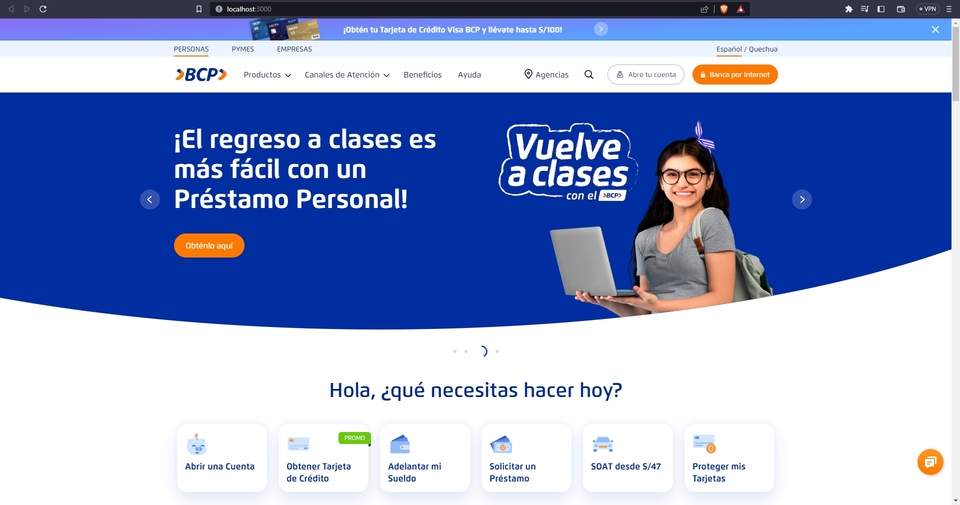 localhost:3000
VPN
¡Obtén tu Tarjeta de Crédito Visa BCP y llévate hasta S/100!
PERSONAS PYMES EMPRESAS Español / Quechua
BCP Productos Canales de Atención Beneficios Ayuda Agencias Abre tu cuenta Banca por Internet
¡El regreso a clases es
más fácil con un
Préstamo Personal!
Obténlo aquí
Vuelve
a clases
con el BCP
Hola, ¿qué necesitas hacer hoy?
Abrir una Cuenta
PROMO
Obtener Tarjeta
de Crédito
Adelantar mi
Sueldo
Solicitar un
Préstamo
SOAT desde S/47
Proteger mis
Tarjetas